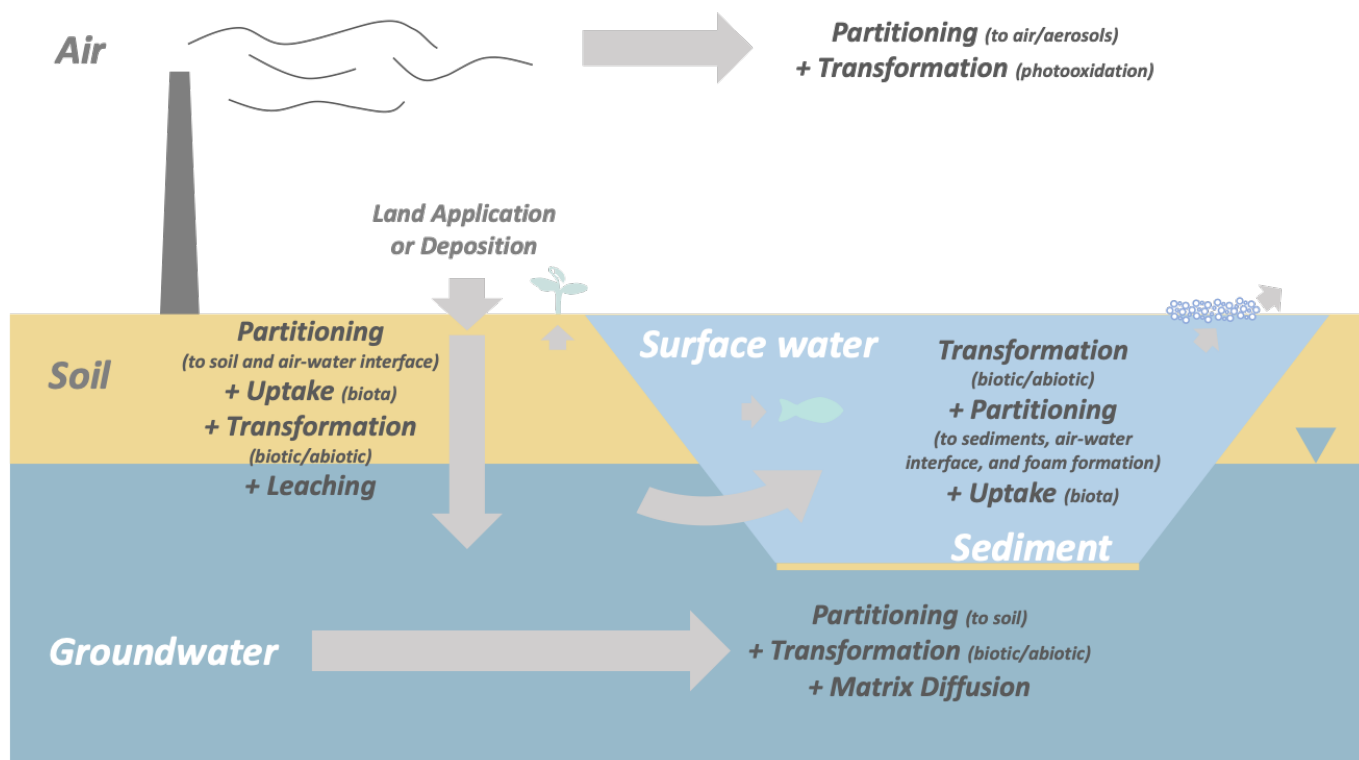 Air
Partitioning (to air/aerosols)
+ Transformation (photooxidation)
Land Application
or Deposition
Soil
Partitioning
(to soil and air-water interface)
+ Uptake (biota)
+ Transformation
(biotic/abiotic)
+ Leaching
Surface water
Transformation
(biotic/abiotic)
+ Partitioning
(to sediments, air-water
interface, and foam formation)
+ Uptake (biota)
Sediment
Groundwater
Partitioning (to soil)
+ Transformation (biotic/abiotic)
+ Matrix Diffusion